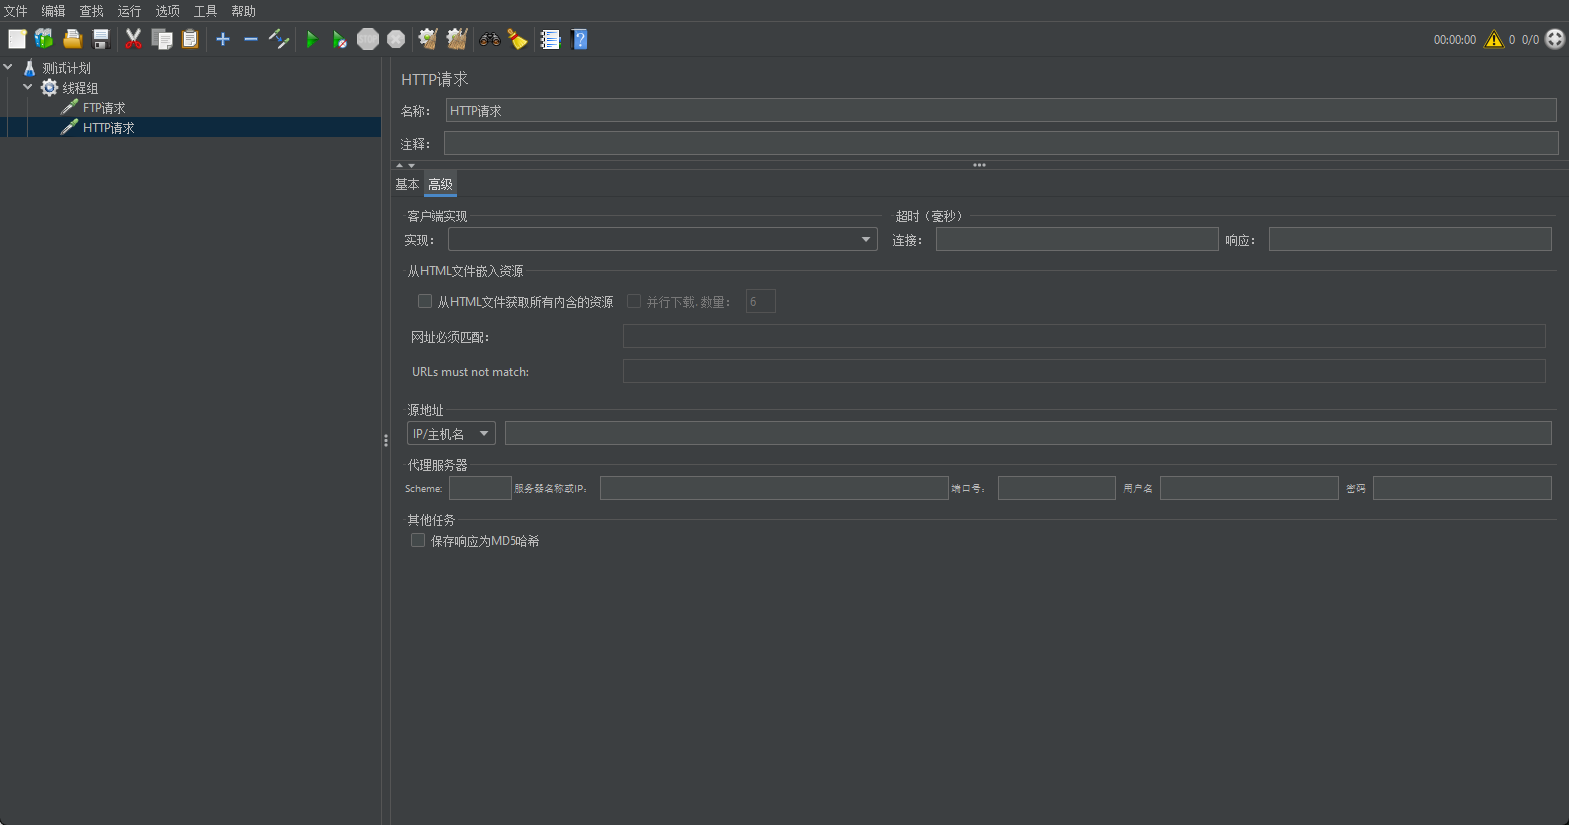 文件 编辑 查找 运行 选项 工具 帮助
00:00:00 0 0/0
测试计划
线程组
FTP请求
HTTP请求
HTTP请求
名称： HTTP请求
注释：
基本 高级
客户端实现 超时（毫秒）
实现： 连接： 响应：
从HTML文件嵌入资源
从HTML文件获取所有内含的资源 并行下载. 数量： 6
网址必须匹配:
URLs must not match:
源地址
IP/主机名
代理服务器
Scheme: 服务器名称或IP： 端口号： 用户名 密码
其他任务
保存响应为MD5哈希